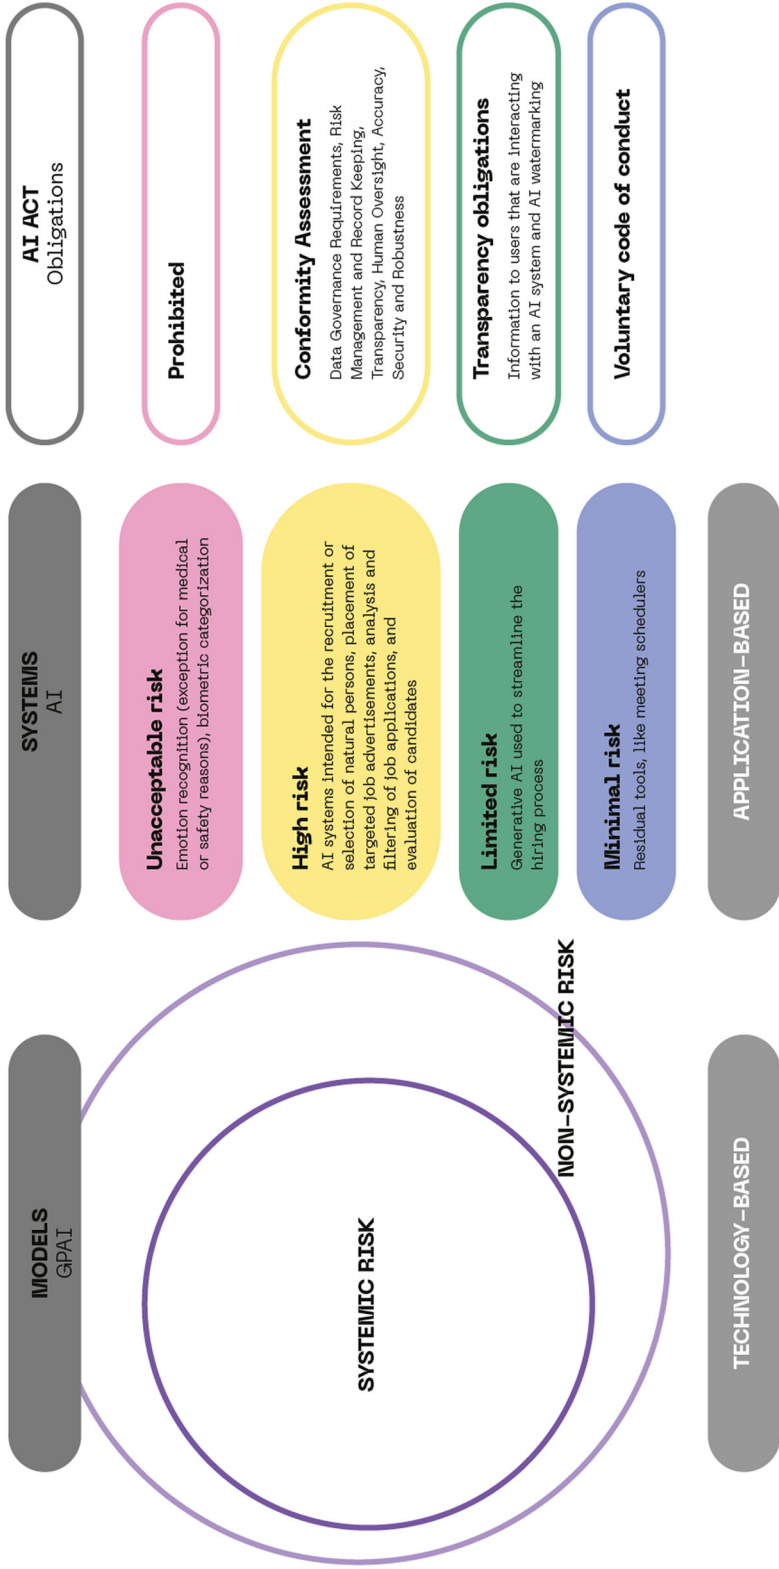 MODELS
GPAI
SYSTEMIC RISK
NON-SYSTEMIC RISK
TECHNOLOGY-BASED
SYSTEMS
AI
Unacceptable risk
Emotion recognition (exception for medical
or safety reasons), biometric categorization
High risk
AI systems intended for the recruitment or
selection of natural persons, placement of
targeted job advertisements, analysis and
filtering of job applications, and
evaluation of candidates
Limited risk
Generative AI used to streamline the
hiring process
Minimal risk
Residual tools, like meeting schedulers
APPLICATION-BASED
AI ACT
Obligations
Prohibited
Conformity Assessment
Data Governance Requirements, Risk
Management and Record Keeping,
Transparency, Human Oversight, Accuracy,
Security and Robustness
Transparency obligations
Information to users that are interacting
with an AI system and AI watermarking
Voluntary code of conduct